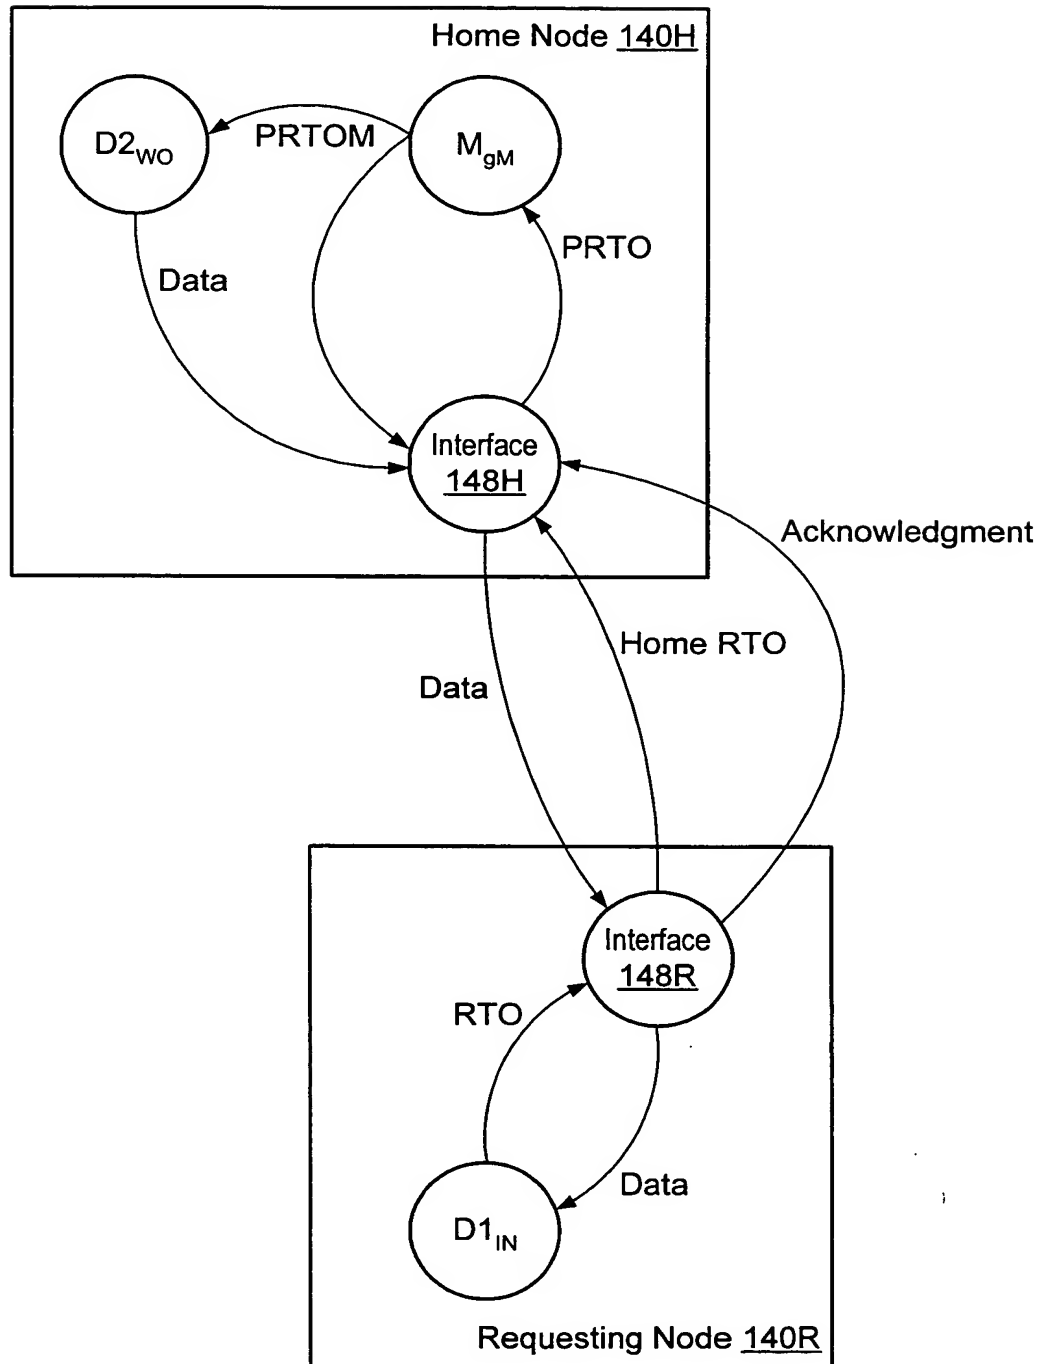 Home Node 140H
D2WO
PRTOM
MgM
PRTO
Data
Interface
148H
Acknowledgment
Home RTO
Data
Interface
148R
RTO
Data
D1IN
Requesting Node 140R